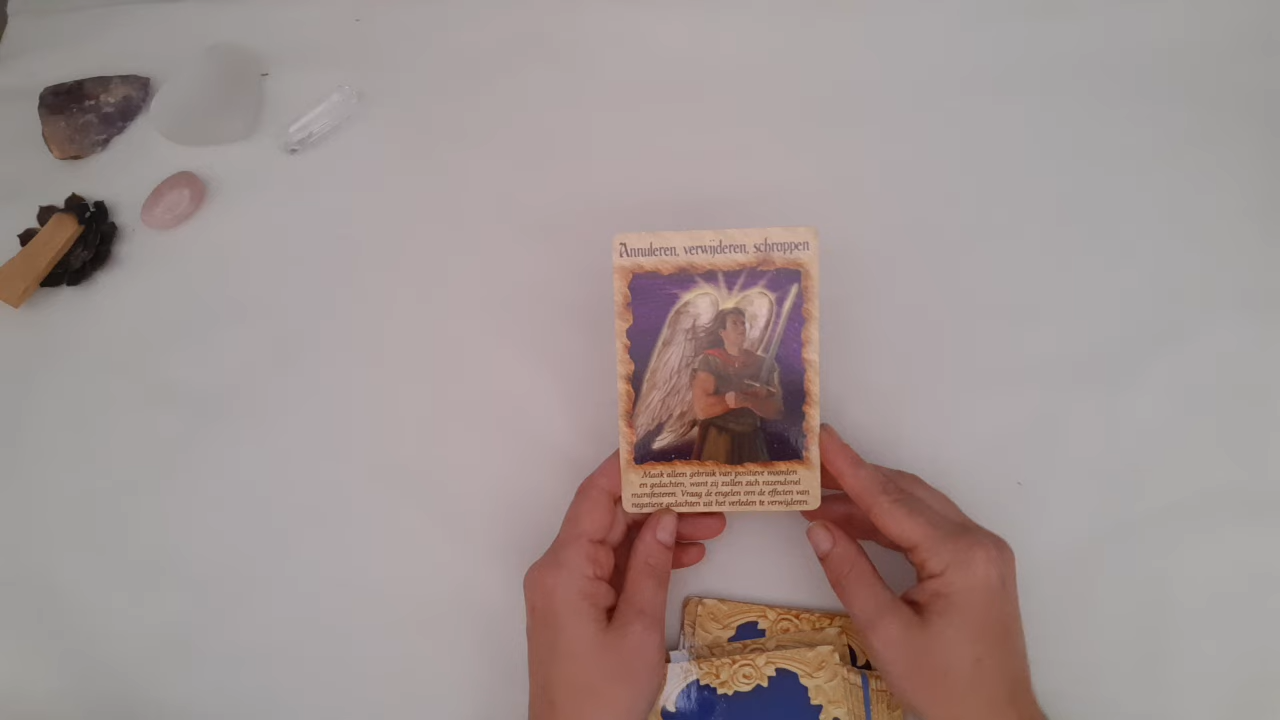 Annuleren, verwijderen, schrappen
Maak alleen gebruik van positieve woorden
en gedachten, want zij zullen zich razendsnel
manifesteren. Vraag de engelen om de effecten van
negatieve gedachten uit het verleden te verwijderen.